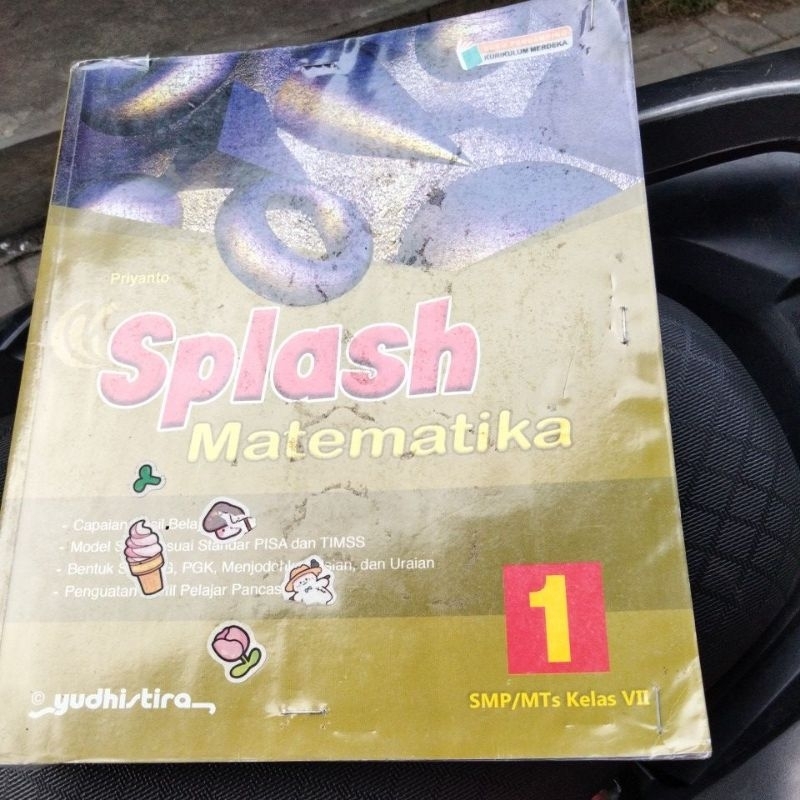 KURIKULUM MERDEKA
Priyanto
Splash
Matematika
- Capaian Bela
- Model suai Standar PISA dan TIMSS
- Bentuk S G, PGK, Menjodoh sian, dan Uraian
- Penguatan il Pelajar Pancas
1
© yudhistira
SMP/MTs Kelas VII